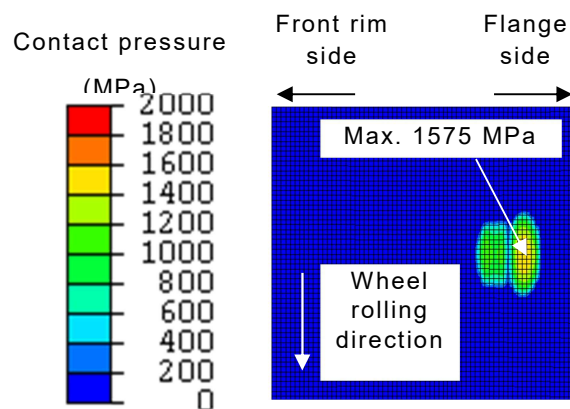 Contact pressure
(MPa)
2000
1800
1600
1400
1200
1000
800
600
400
200
0
Front rim
side
Flange
side
Max. 1575 MPa
Wheel
rolling
direction